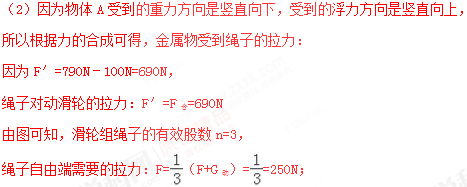 （2）因为物体A受到的重力方向是竖直向下，受到的浮力方向是竖直向上，
所以根据力的合成可得，金属物受到绳子的拉力：
因为F′=790N-100N=690N，
绳子对动滑轮的拉力：F′=F合=690N
由图可知，滑轮组绳子的有效股数n=3，
绳子自由端需要的拉力：F=1/3（F+G动）=1/3=250N；